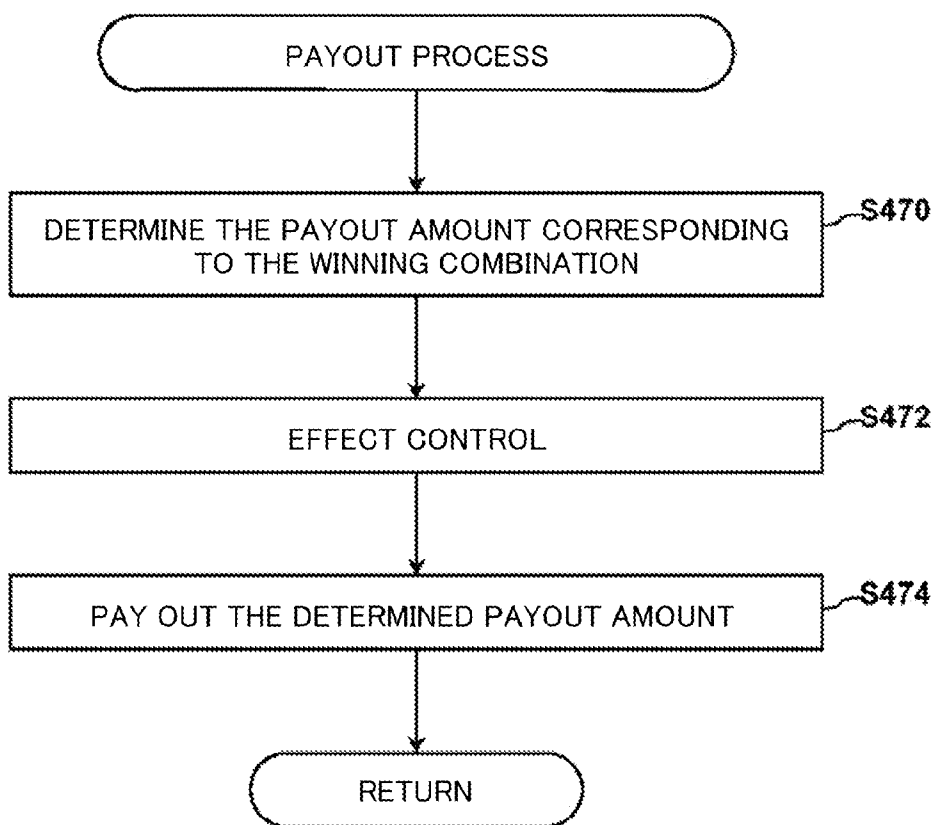 PAYOUT PROCESS
DETERMINE THE PAYOUT AMOUNT CORRESPONDING
TO THE WINNING COMBINATION
S470
EFFECT CONTROL
S472
PAY OUT THE DETERMINED PAYOUT AMOUNT
S474
RETURN